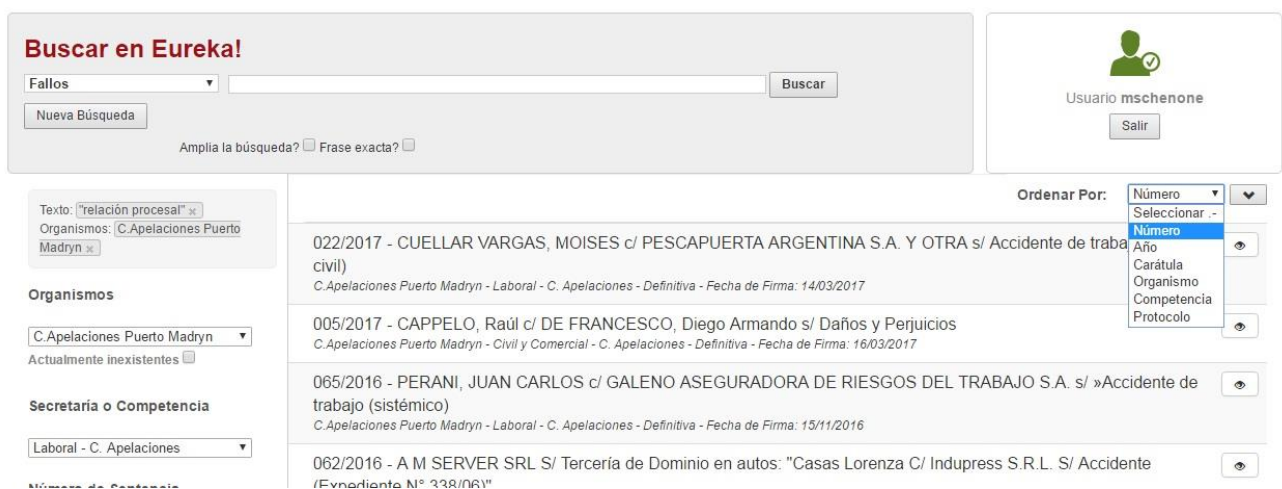 Buscar en Eureka!
Fallos
Buscar
Nueva Búsqueda
Amplia la búsqueda? Frase exacta?
Usuario mschenone
Salir
Texto: "relación procesal" x
Organismos: C.Apelaciones Puerto
Madryn x
Organismos
C.Apelaciones Puerto Madryn
Actualmente inexistentes
Secretaría o Competencia
Laboral - C. Apelaciones
Número de Sentencia
Ordenar Por: Número
Seleccionar .-
Número
Año
Carátula
Organismo
Competencia
Protocolo
022/2017 - CUELLAR VARGAS, MOISES c/ PESCAPUERTA ARGENTINA S.A. Y OTRA s/ Accidente de traba
civil)
C.Apelaciones Puerto Madryn - Laboral - C. Apelaciones - Definitiva - Fecha de Firma: 14/03/2017
005/2017 - CAPPELO, Raúl c/ DE FRANCESCO, Diego Armando s/ Daños y Perjuicios
C.Apelaciones Puerto Madryn - Civil y Comercial - C. Apelaciones - Definitiva - Fecha de Firma: 16/03/2017
065/2016 - PERANI, JUAN CARLOS c/ GALENO ASEGURADORA DE RIESGOS DEL TRABAJO S.A. s/ »Accidente de
trabajo (sistémico)
C.Apelaciones Puerto Madryn - Laboral - C. Apelaciones - Definitiva - Fecha de Firma: 15/11/2016
062/2016 - A M SERVER SRL S/ Tercería de Dominio en autos: "Casas Lorenza C/ Indupress S.R.L. S/ Accidente
(Expediente N° 338/06)"